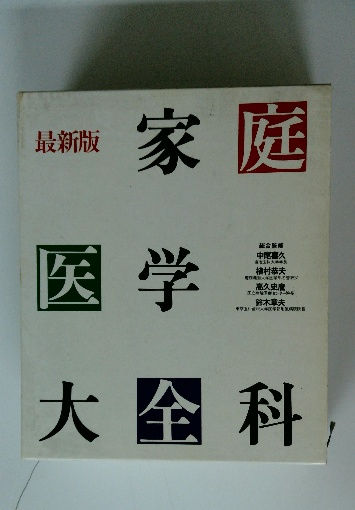 最新版
家庭
医学
大全科
総合監修
中尾喜久
植村恭夫
高久史麿
鈴木章夫